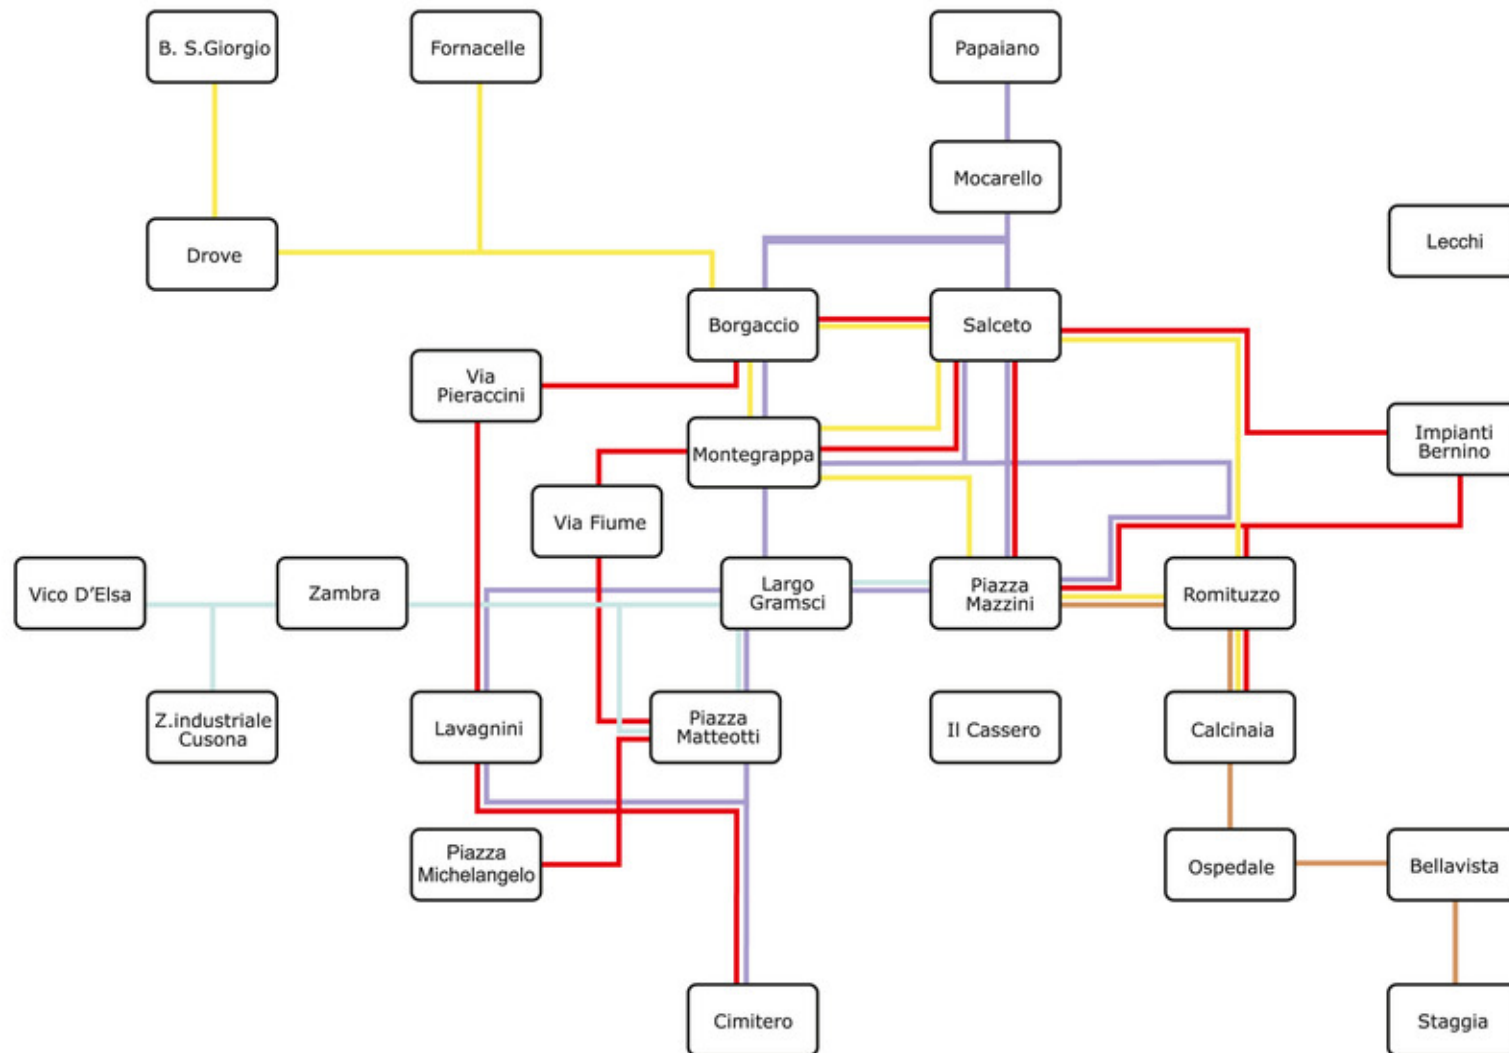 B. S.Giorgio
Fornacelle
Papaiano
Mocarello
Drove
Lecchi
Borgaccio
Salceto
Via
Pieraccini
Montegrappa
Impianti
Bernino
Via Fiume
Vico D'Elsa
Zambra
Largo
Gramsci
Piazza
Mazzini
Romituzzo
Z.industriale
Cusona
Lavagnini
Piazza
Matteotti
Il Cassero
Calcinaia
Piazza
Michelangelo
Ospedale
Bellavista
Cimitero
Staggia